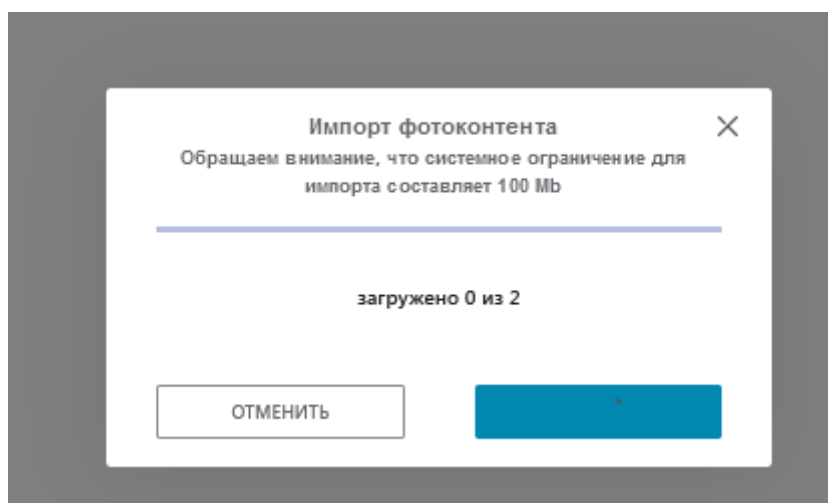 Импорт фотоконтента
Обращаем внимание, что системное ограничение для
импорта составляет 100 Mb
загружено 0 из 2
ОТМЕНИТЬ